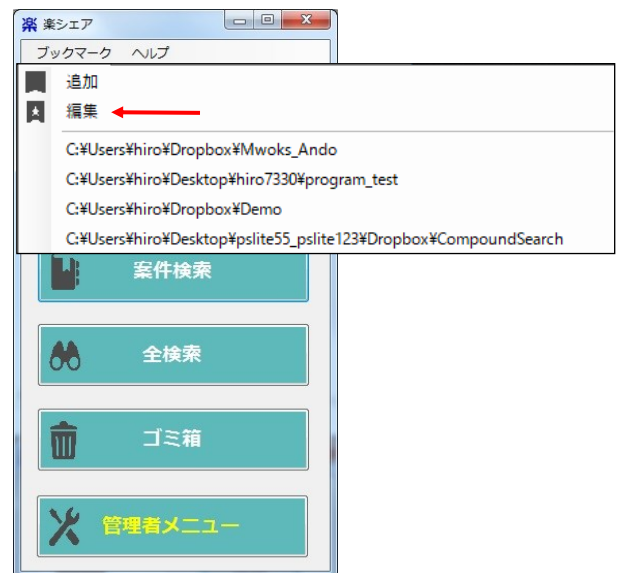 楽 楽シェア
ブックマーク ヘルプ
追加
編集
C:¥Users¥hiro¥Dropbox¥Mwoks_Ando
C:¥Users¥hiro¥Desktop¥hiro7330¥program_test
C:¥Users¥hiro¥Dropbox¥Demo
C:¥Users¥hiro¥Desktop¥pslite55_pslite123¥Dropbox¥CompoundSearch
案件検索
全検索
ゴミ箱
管理者メニュー